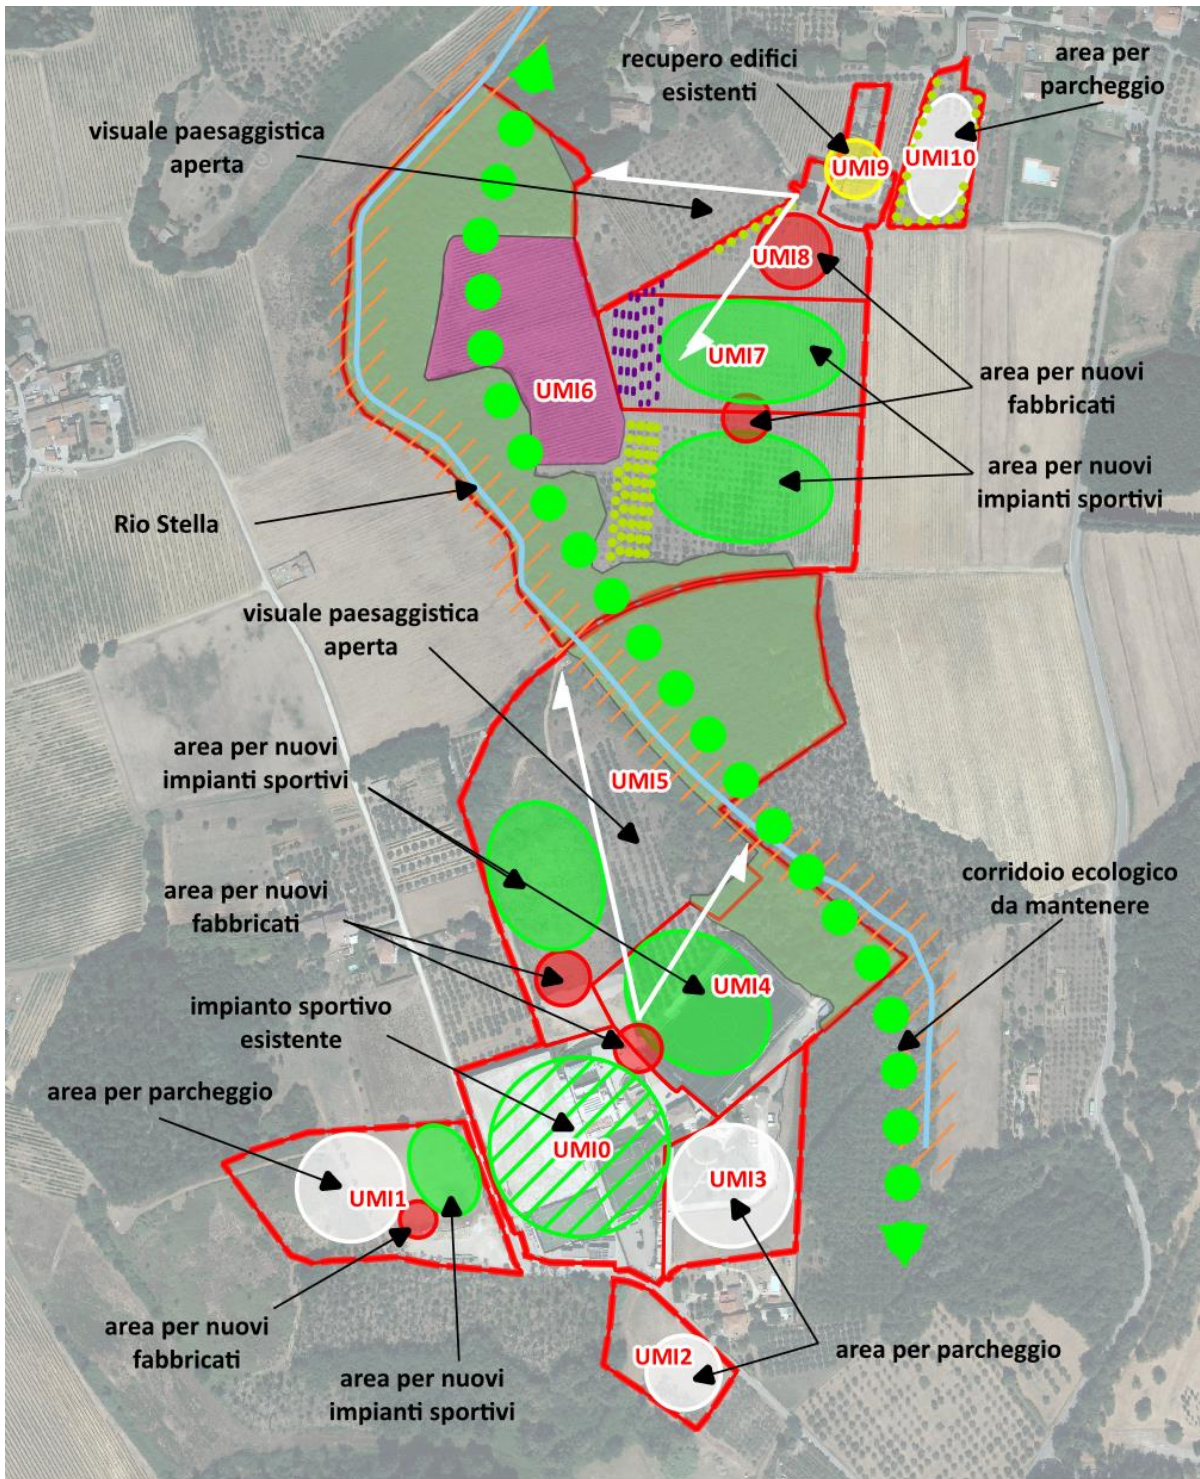 recupero edifici
esistenti
area per
parcheggio
visuale paesaggistica
aperta
UMI9
UMI10
UMI8
UMI7
UMI6
area per nuovi
fabbricati
area per nuovi
impianti sportivi
Rio Stella
visuale paesaggistica
aperta
area per nuovi
impianti sportivi
UMI5
area per nuovi
fabbricati
corridoio ecologico
da mantenere
UMI4
impianto sportivo
esistente
area per parcheggio
UMI0
UMI1
UMI3
area per nuovi
fabbricati
area per nuovi
impianti sportivi
UMI2
area per parcheggio